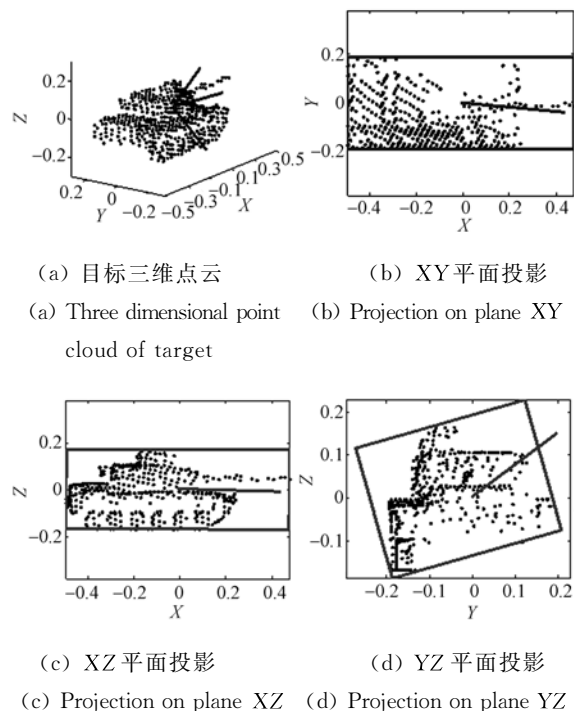 0.2
0
−0.2
Z
0.2
0
−0.2
Y
−0.5
−0.3
−0.1
0.1
0.3
0.5
X
0.2
0
−0.2
Y
−0.4 −0.2 0 0.2 0.4
X
(a) 目标三维点云
(b) XY平面投影
(a) Three dimensional point
cloud of target
(b) Projection on plane XY
0.2
0
−0.2
Z
−0.4 −0.2 0 0.2 0.4
X
0.2
0.1
0
−0.1
Z
−0.2 −0.1 0 0.1 0.2
Y
(c) XZ平面投影
(d) YZ平面投影
(c) Projection on plane XZ
(d) Projection on plane YZ